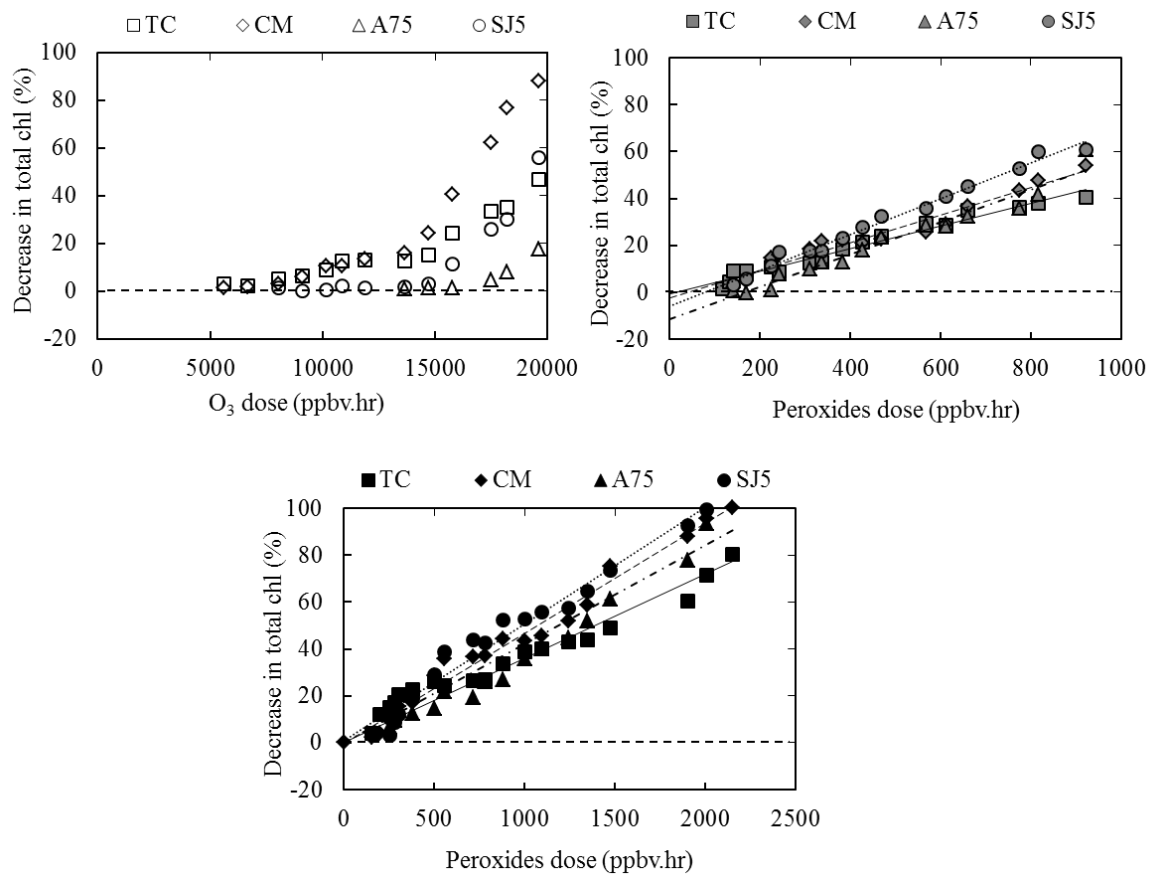 TC CM A75 SJ5
Decrease in total chl (%)
100
80
60
40
20
0
-20
0 5000 10000 15000 20000
O₃ dose (ppbv.hr)
TC CM A75 SJ5
Decrease in total chl (%)
100
80
60
40
20
0
-20
0 200 400 600 800 1000
Peroxides dose (ppbv.hr)
TC CM A75 SJ5
Decrease in total chl (%)
100
80
60
40
20
0
-20
0 500 1000 1500 2000 2500
Peroxides dose (ppbv.hr)